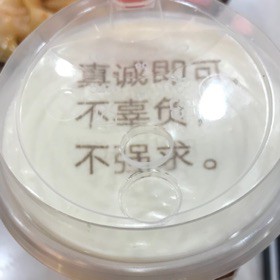 真诚即可，
不辜负，
不强求。